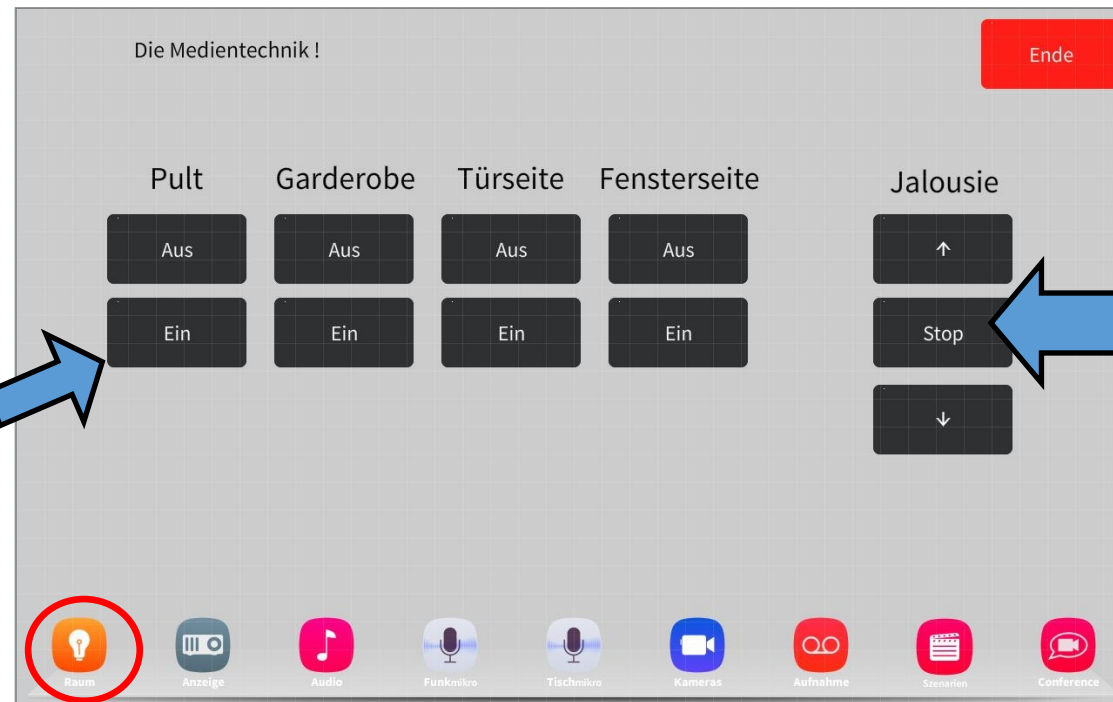 Die Medientechnik !
Ende
Pult Garderobe Türseite Fensterseite Jalousie
Aus Aus Aus Aus ↑
Ein Ein Ein Ein Stop
↓
Raum Anzeige Audio Funkmikro Tischmikro Kameras Aufnahme Szenarien Conference